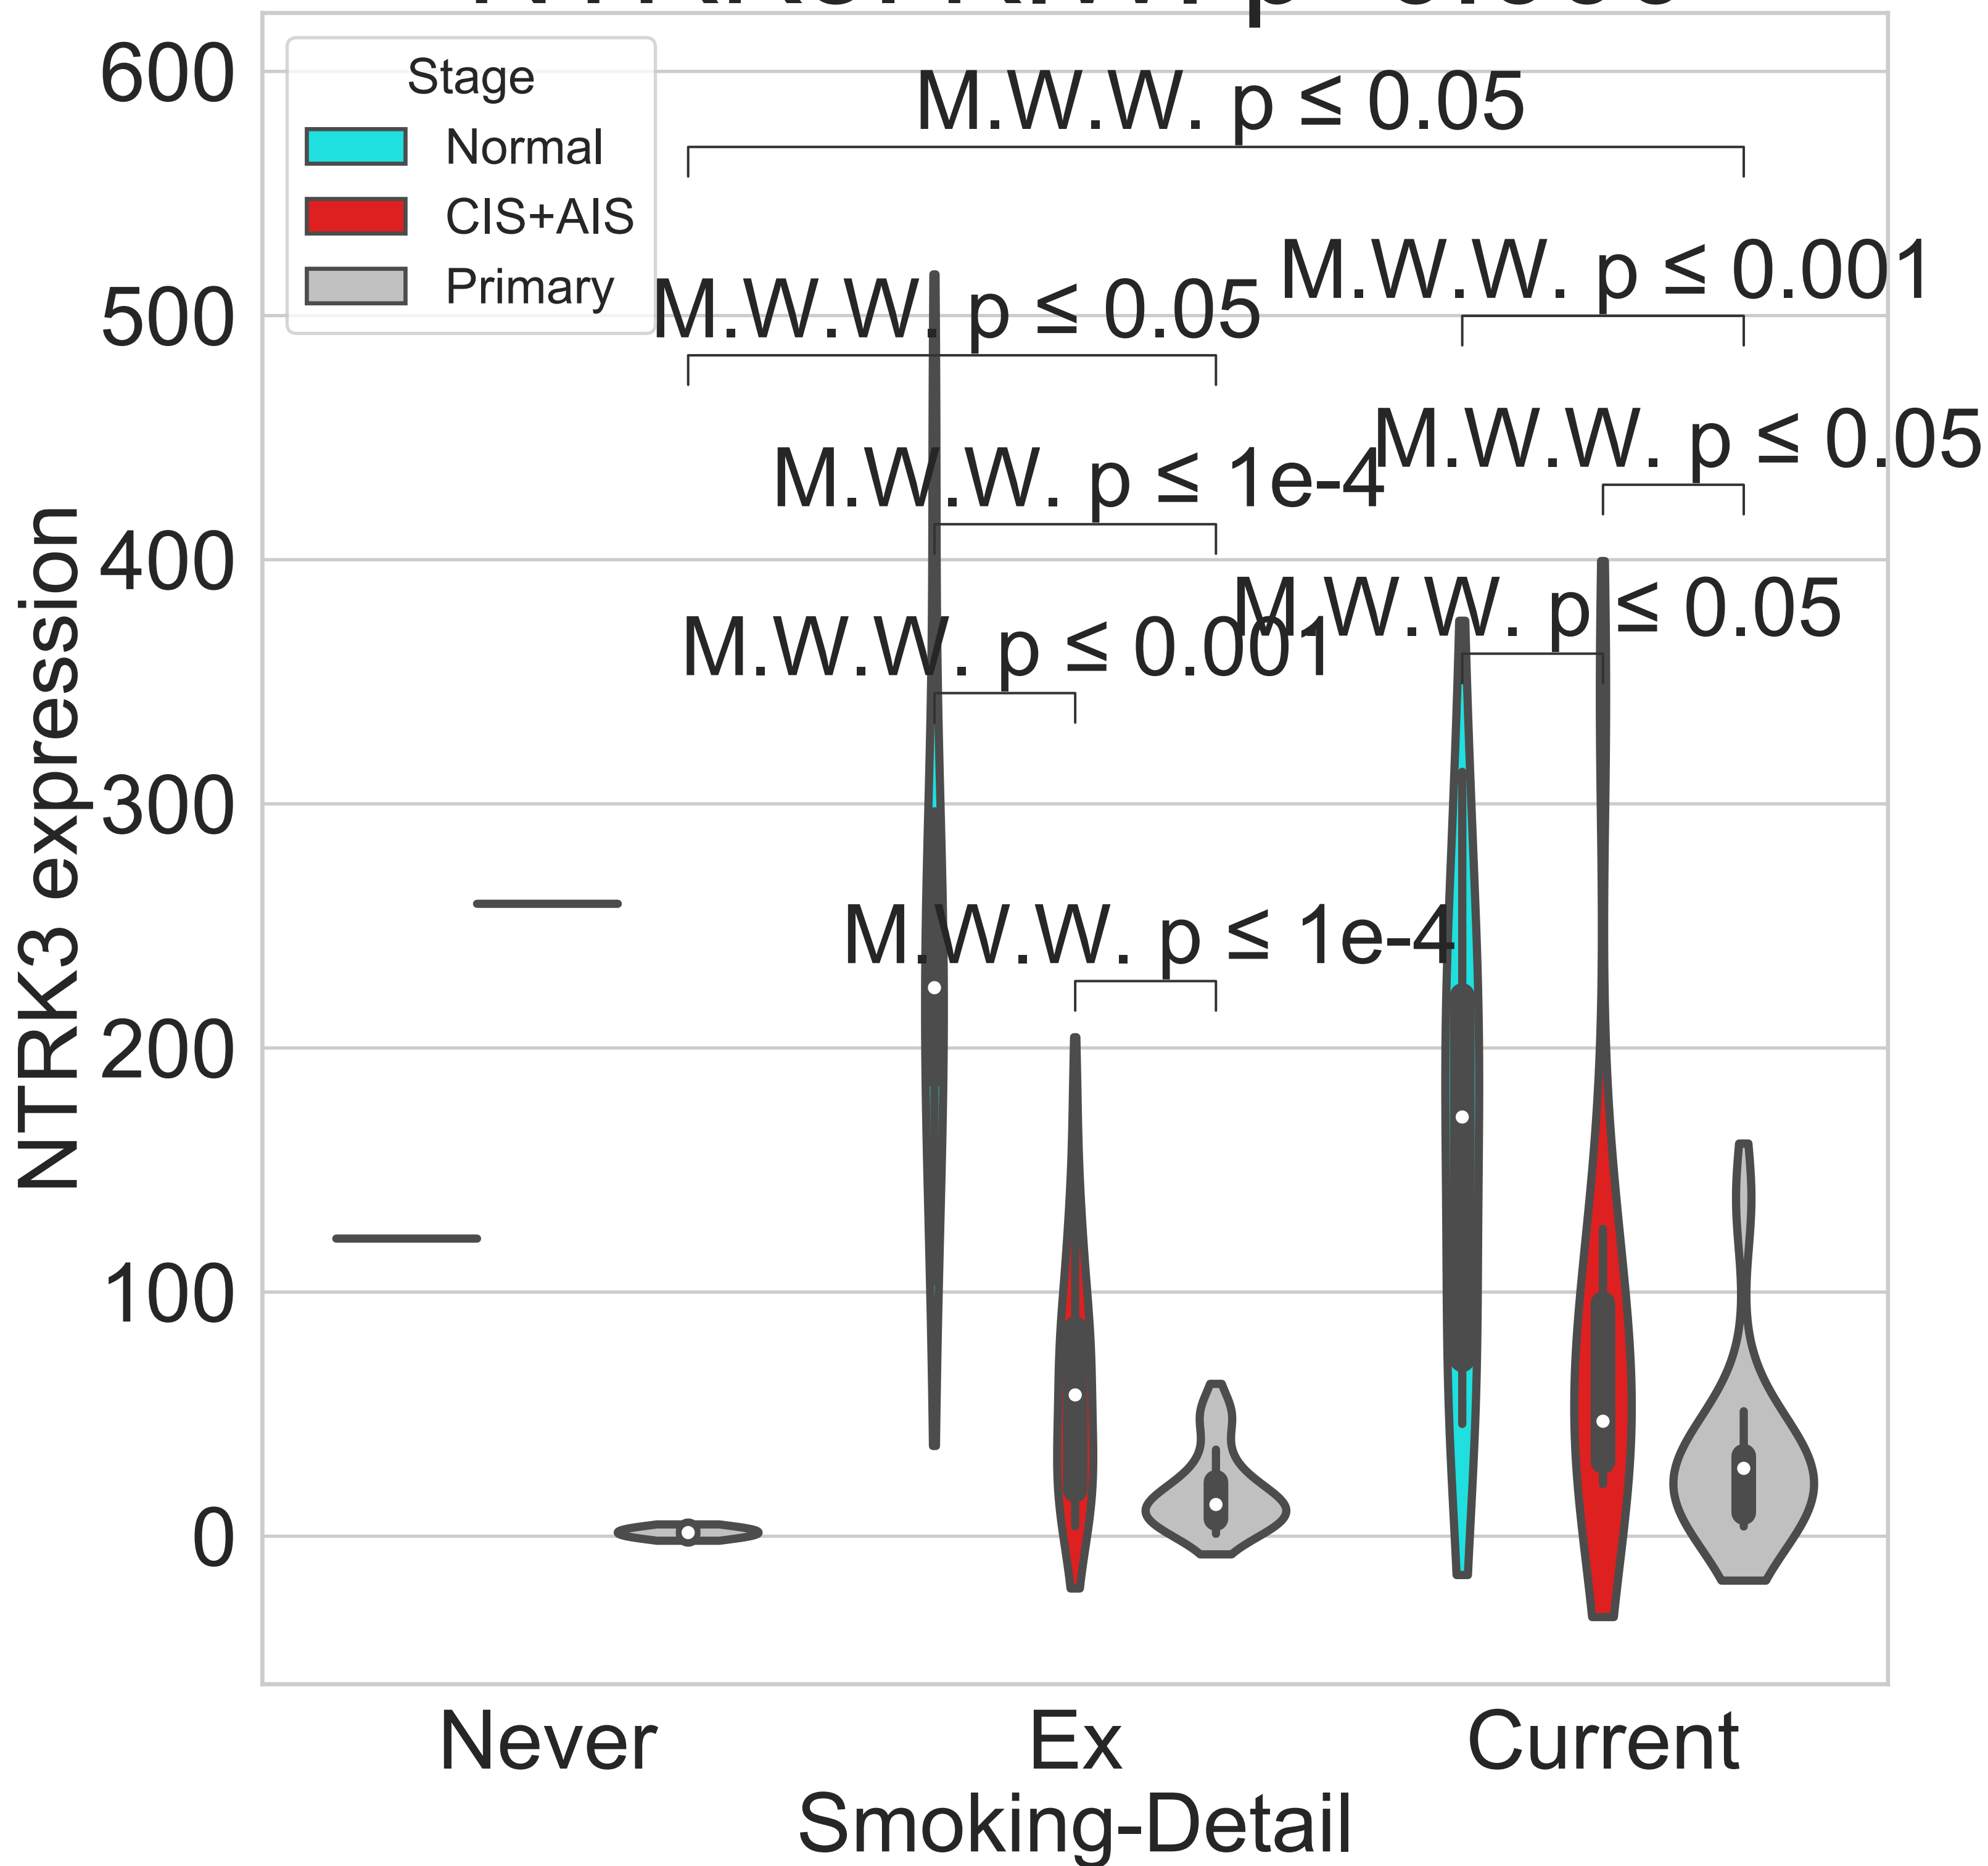 Stage
Normal
CIS+AIS
Primary
M.W.W. p ≤ 0.05
M.W.W. p ≤ 0.001
M.W.W. p ≤ 0.05
M.W.W. p ≤ 0.05
M.W.W. p ≤ 1e-4
M.W.W. p ≤ 0.05
M.W.W. p ≤ 0.001
M.W.W. p ≤ 1e-4
NTRK3 expression
600
500
400
300
200
100
0
Never
Ex
Current
Smoking-Detail